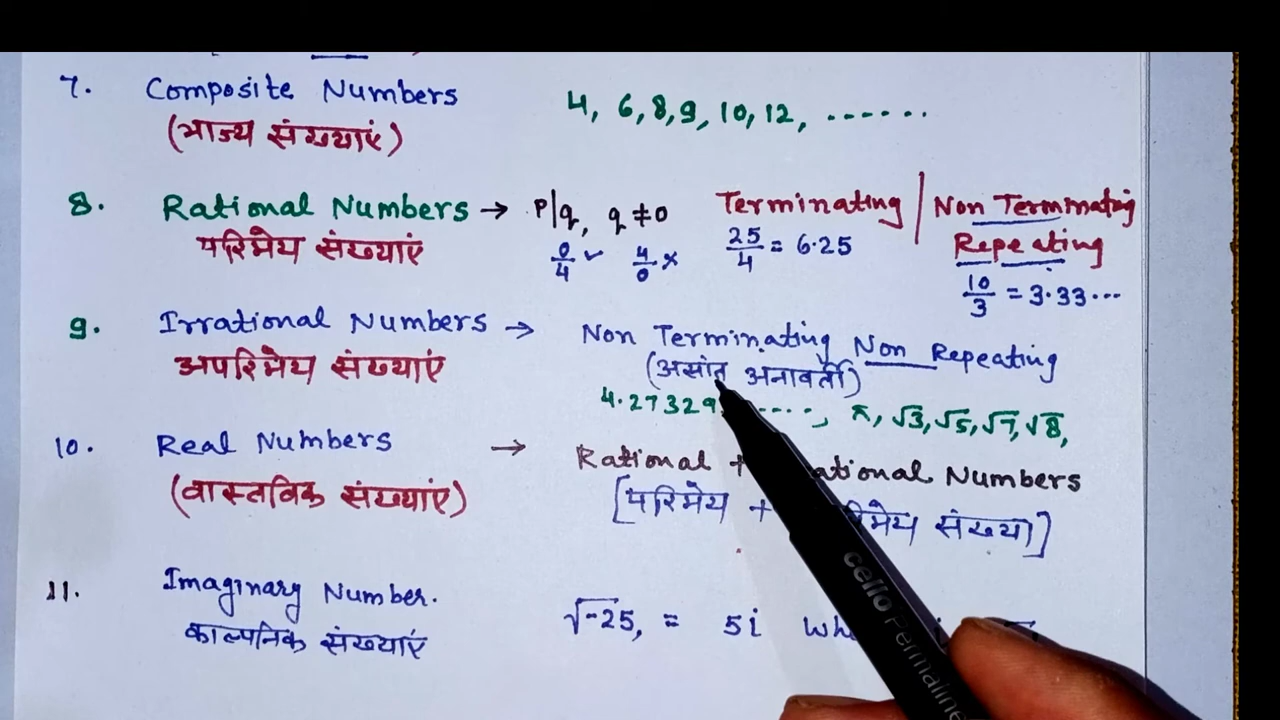 7. Composite Numbers 4, 6, 8, 9, 10, 12, .......
(भाज्य संख्याएं)
8. Rational Numbers → P/q, q ≠ 0 Terminating / Non Terminating
परिमेय संख्याएं 0/4 ✓ 4/0 × 25/4 = 6.25 Repeating
10/3 = 3.33...
9. Irrational Numbers → Non Terminating Non Repeating
अपरिमेय संख्याएं (असांत अनावर्ती)
4.27329 ...., π, √3, √5, √7, √8,
10. Real Numbers → Rational + ational Numbers
(वास्तविक संख्याएं) [परिमेय + रिमेय संख्या)]
11. Imaginary Number. √-25, = 5i Whe
काल्पनिक संख्याएं
cello Permaline